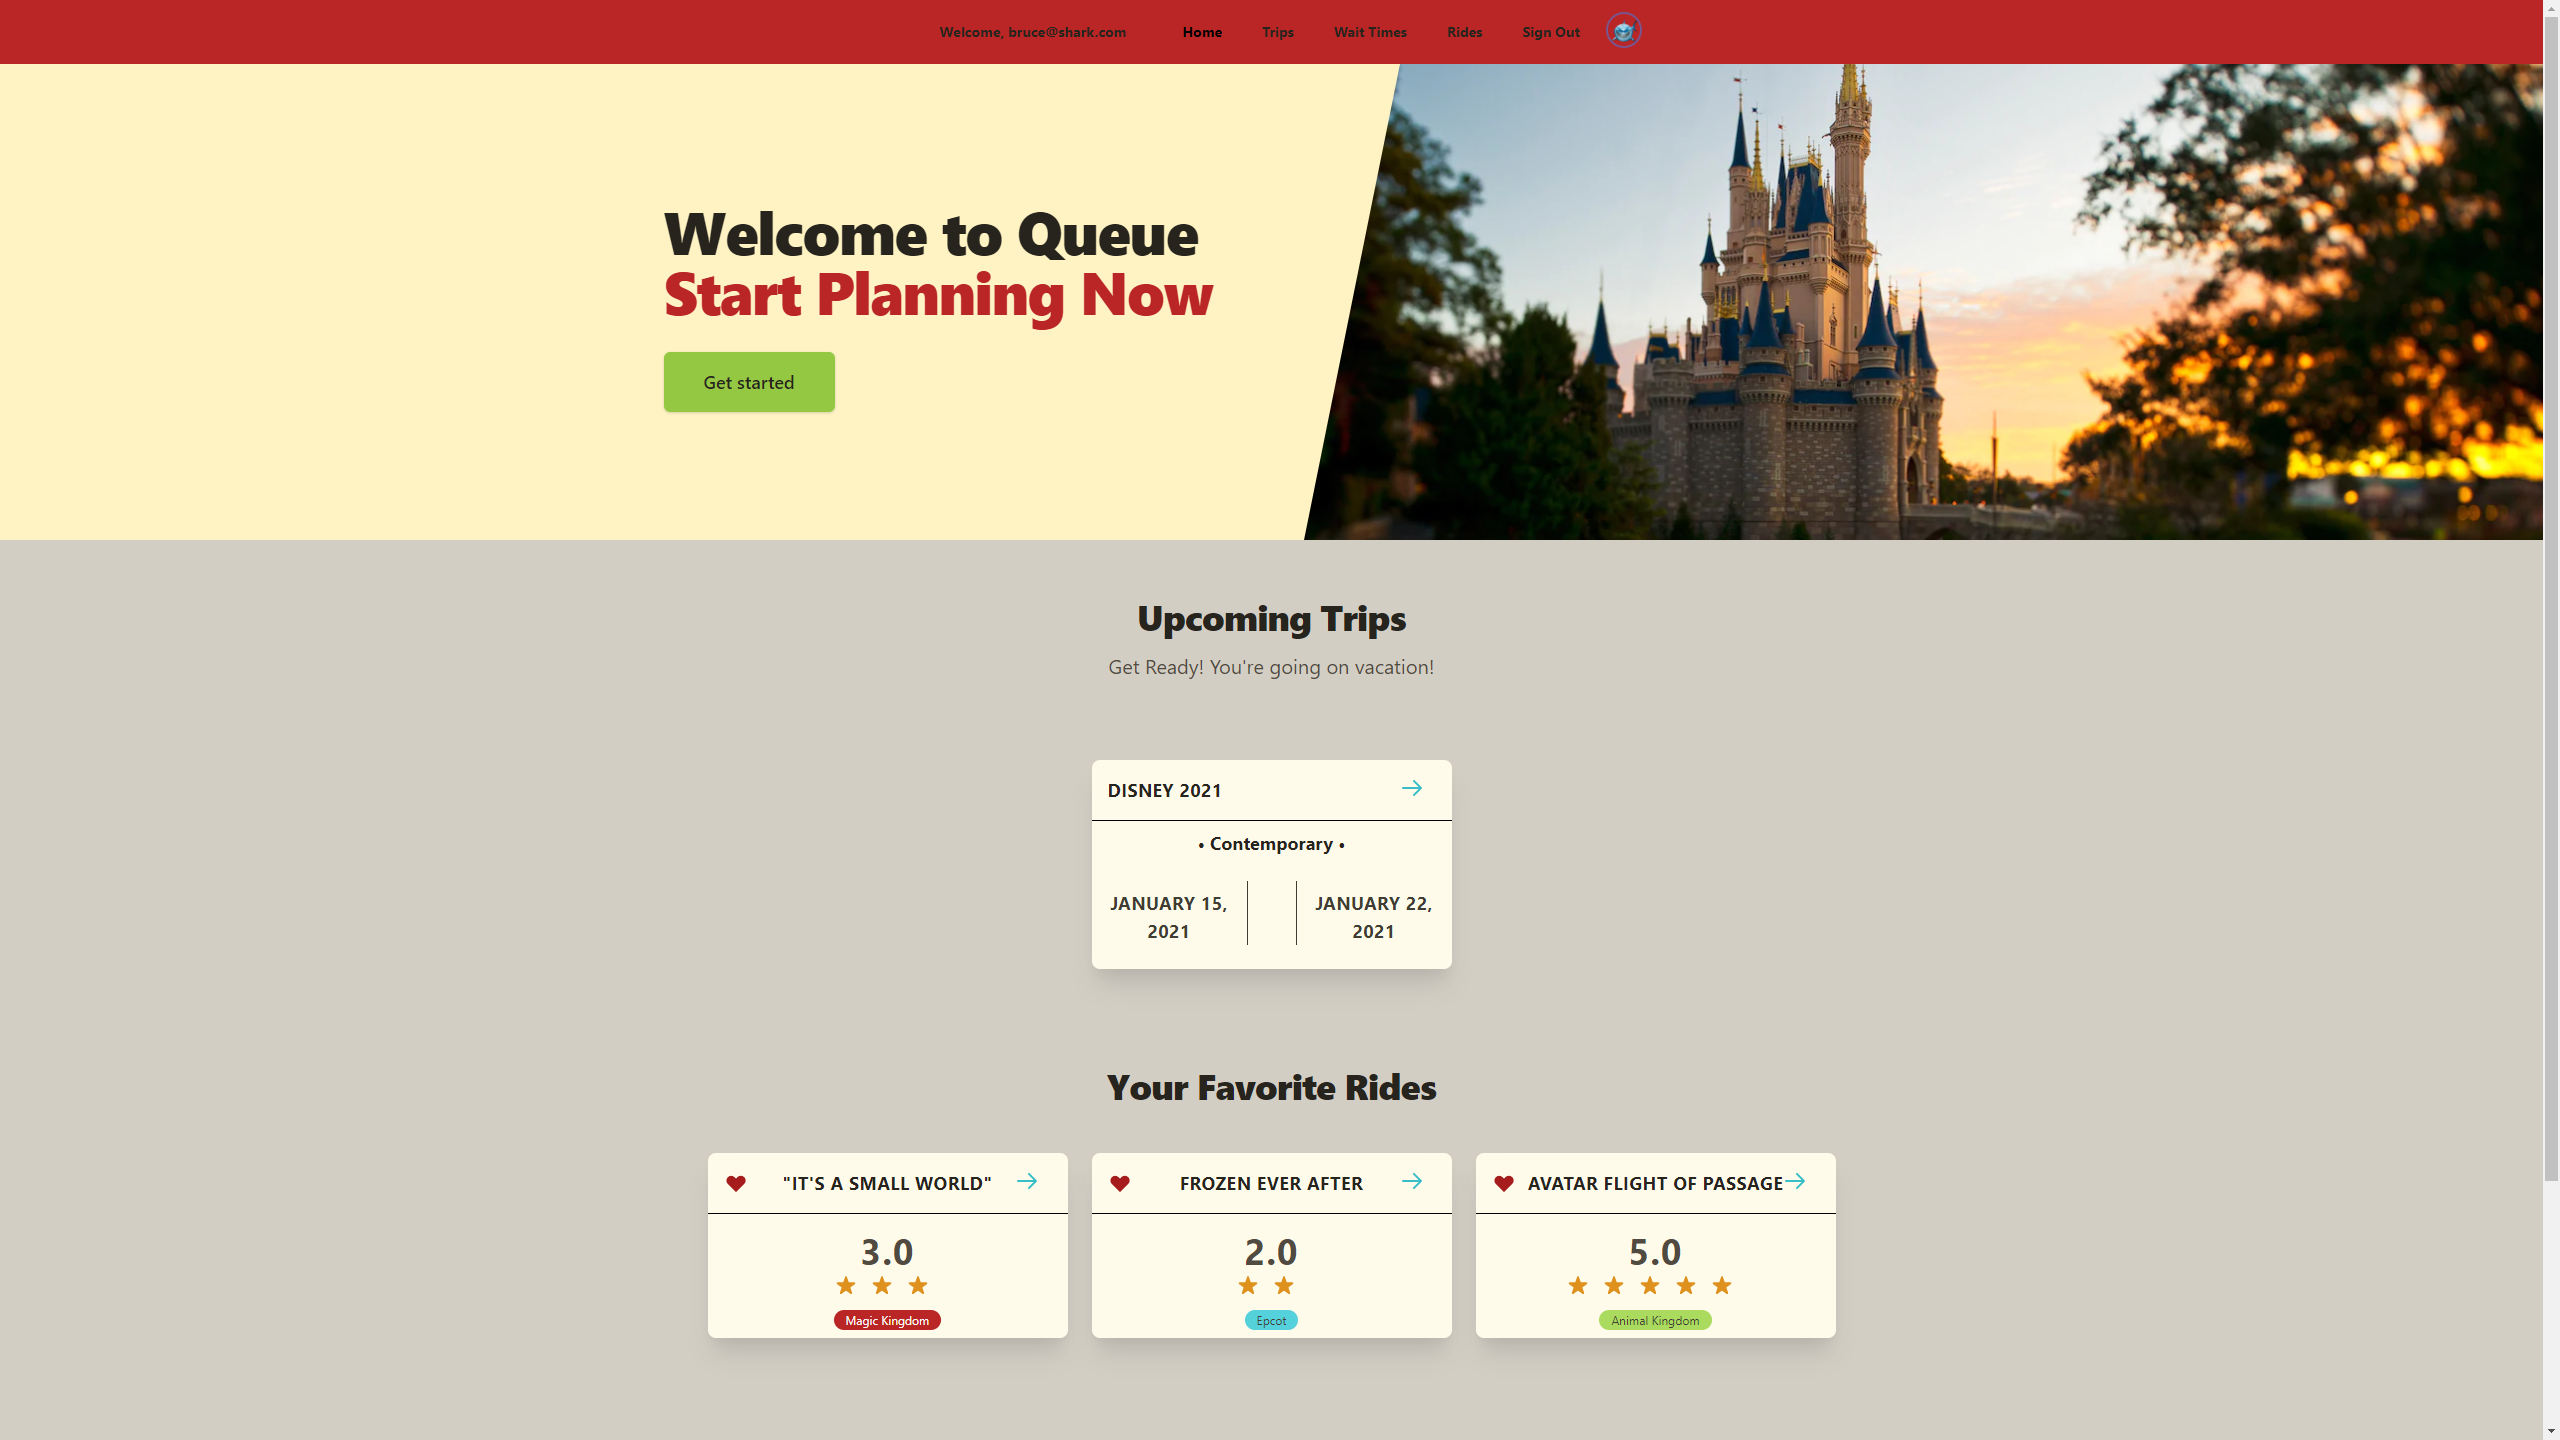 Welcome, bruce@shark.com Home Trips Wait Times Rides Sign Out
Welcome to Queue
Start Planning Now
Get started
Upcoming Trips
Get Ready! You're going on vacation!
DISNEY 2021
• Contemporary •
JANUARY 15,
2021
JANUARY 22,
2021
Your Favorite Rides
"IT'S A SMALL WORLD"
3.0
Magic Kingdom
FROZEN EVER AFTER
2.0
Epcot
AVATAR FLIGHT OF PASSAGE
5.0
Animal Kingdom